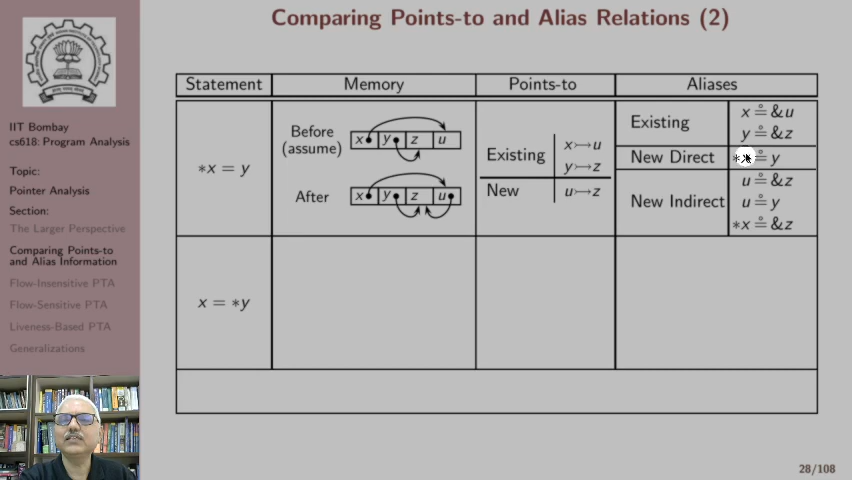 Comparing Points-to and Alias Relations (2)
IIT Bombay
cs618: Program Analysis
Topic:
Pointer Analysis
Section:
The Larger Perspective
Comparing Points-to
and Alias Information
Flow-Insensitive PTA
Flow-Sensitive PTA
Liveness-Based PTA
Generalizations
Statement Memory Points-to Aliases
*x = y
Before
(assume)
x y z u
After
x y z u
Existing
x↣u
y↣z
New
u↣z
Existing
x ≗ &u
y ≗ &z
New Direct
*x ≗ y
New Indirect
u ≗ &z
u ≗ y
*x ≗ &z
x = *y
28/108